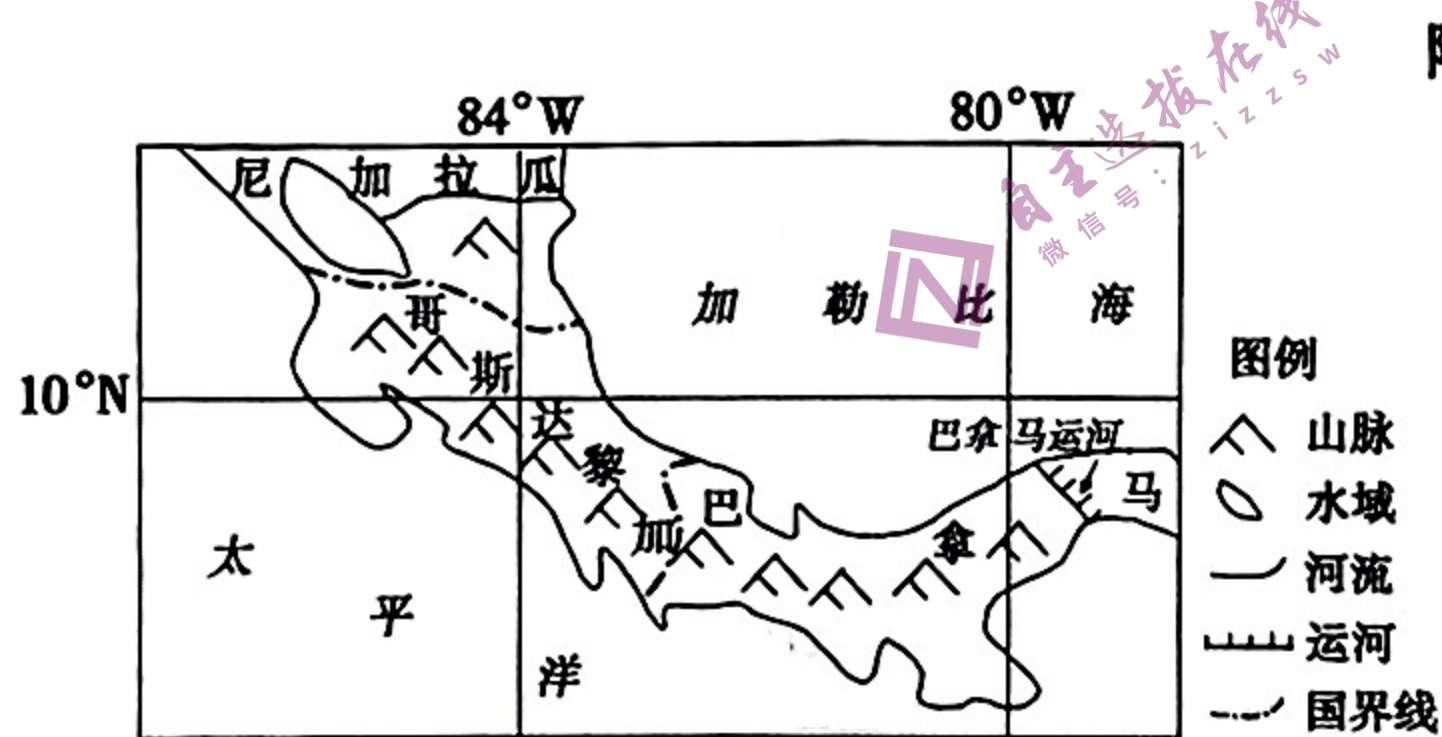 84°W
80°W
自主选拔在线
微信号：zizzsw
尼加拉瓜
加勒比海
哥斯达黎加
10°N
巴拿马运河
巴拿马
太平洋
图例
山脉
水域
河流
运河
国界线